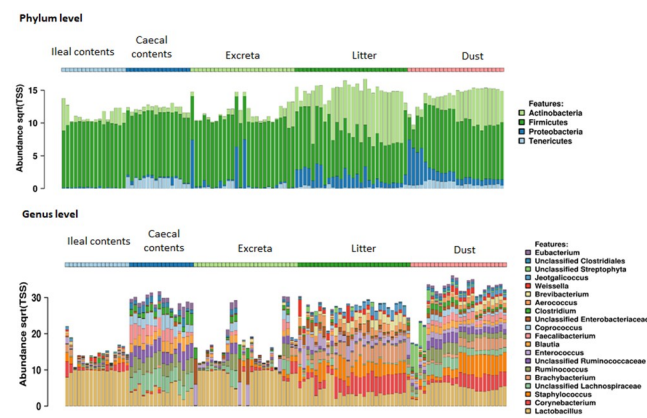 Phylum level
Ileal contents
Caecal
contents
Excreta
Litter
Dust
Abundance sqrt(TSS)
15
10
5
0
Features:
Actinobacteria
Firmicutes
Proteobacteria
Tenericutes
Genus level
Ileal contents
Caecal
contents
Excreta
Litter
Dust
Abundance sqrt(TSS)
30
20
10
0
Features:
Eubacterium
Unclassified Clostridiales
Unclassified Streptophyta
Jeotgalicoccus
Weissella
Brevibacterium
Aerococcus
Clostridium
Unclassified Enterobacteriaceae
Coprococcus
Faecalibacterium
Blautia
Enterococcus
Unclassified Ruminococcaceae
Ruminococcus
Brachybacterium
Unclassified Lachnospiraceae
Staphylococcus
Corynebacterium
Lactobacillus